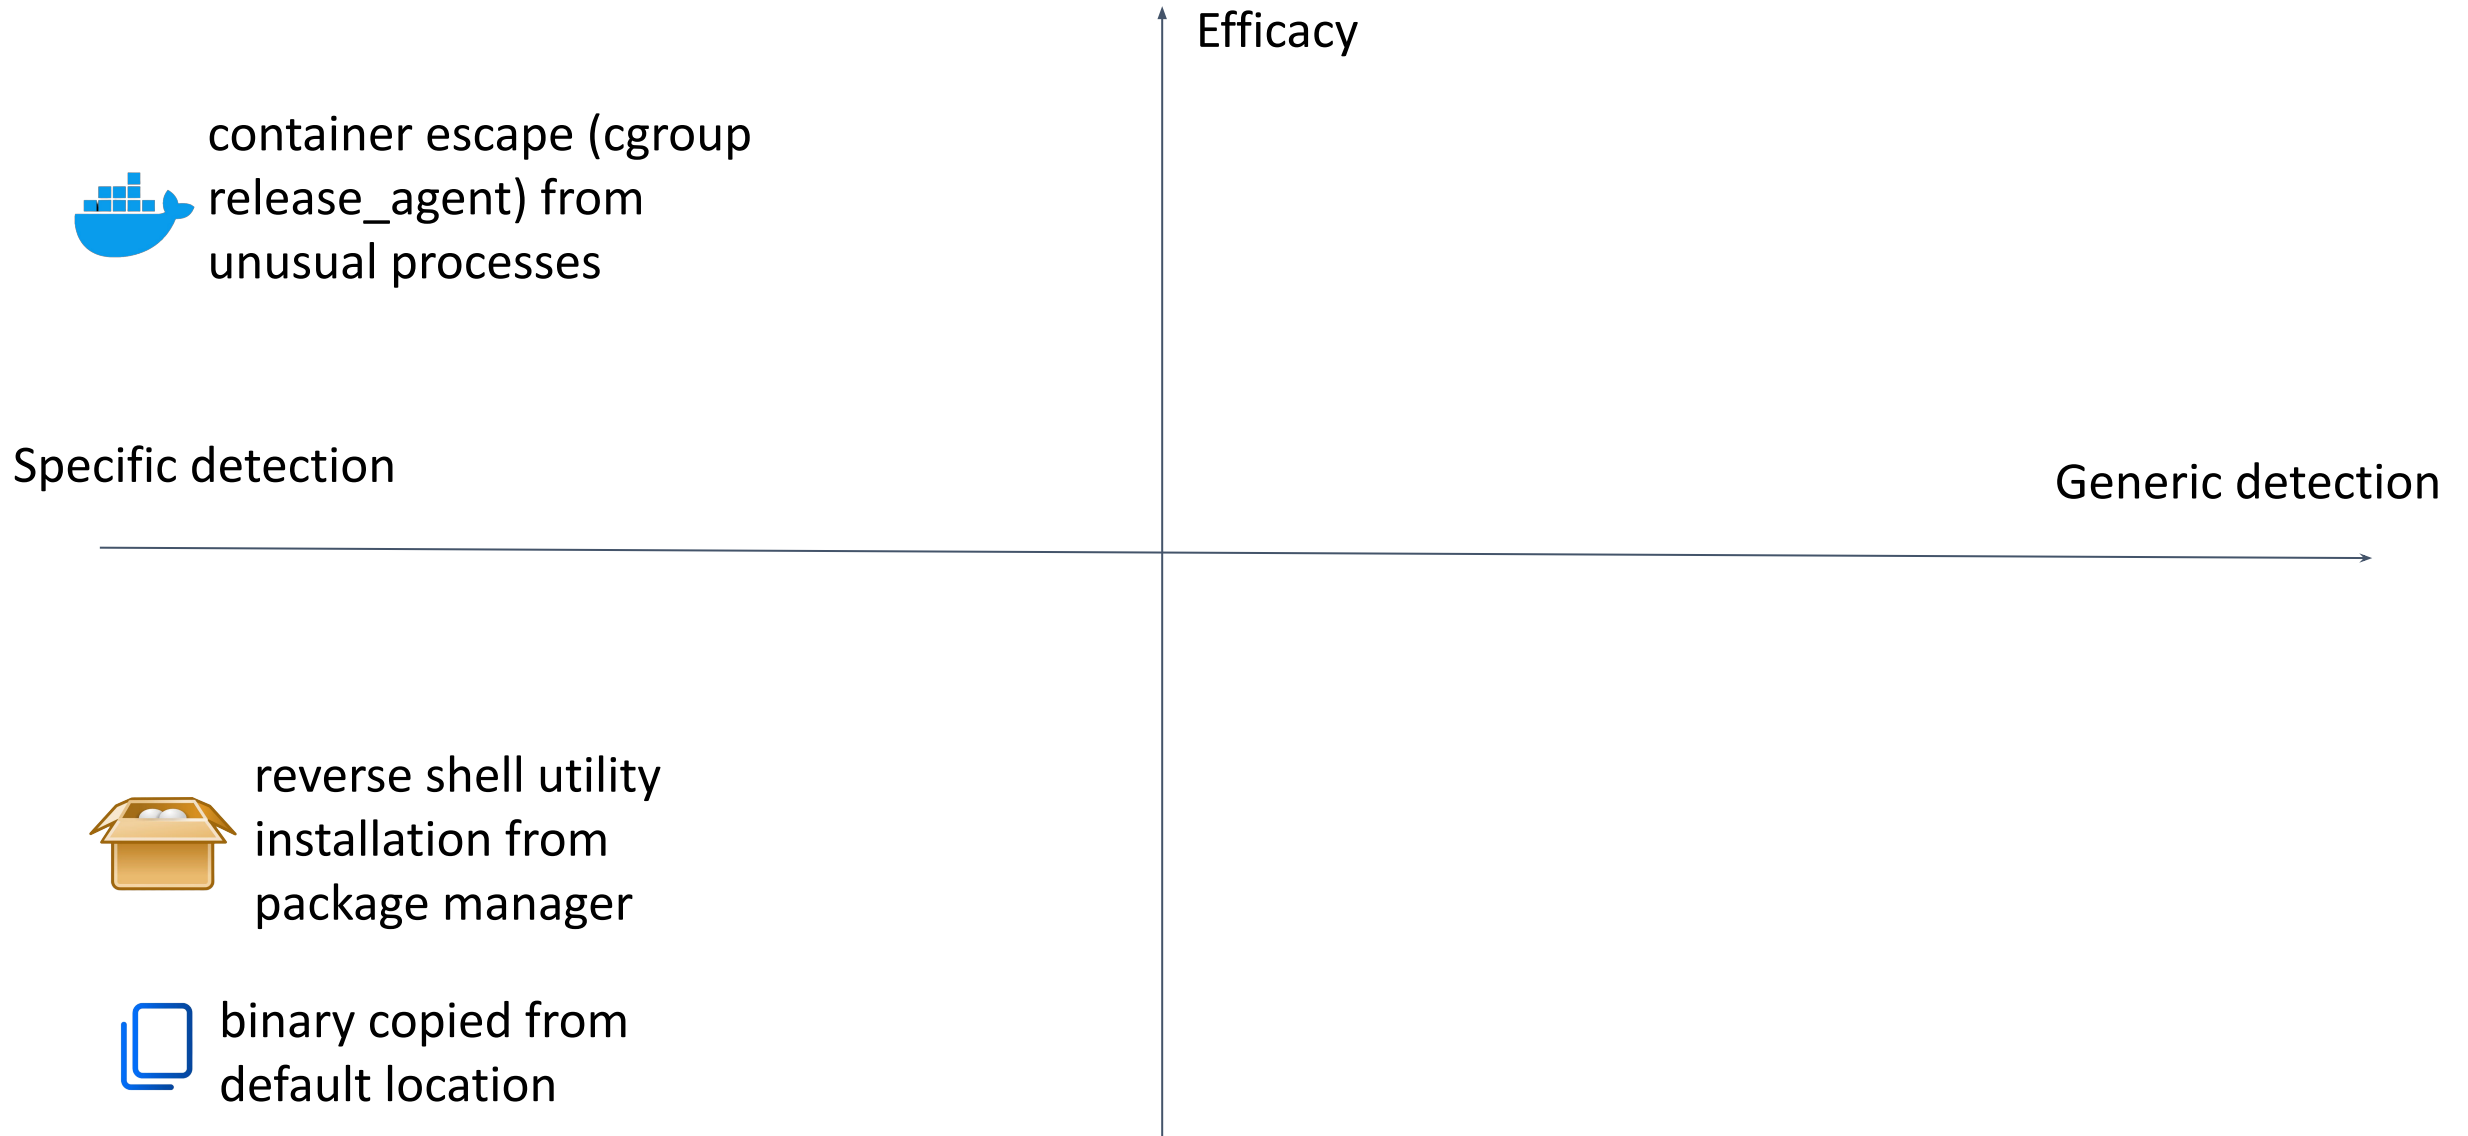 Efficacy
container escape (cgroup
release_agent) from
unusual processes
Specific detection
Generic detection
reverse shell utility
installation from
package manager
binary copied from
default location